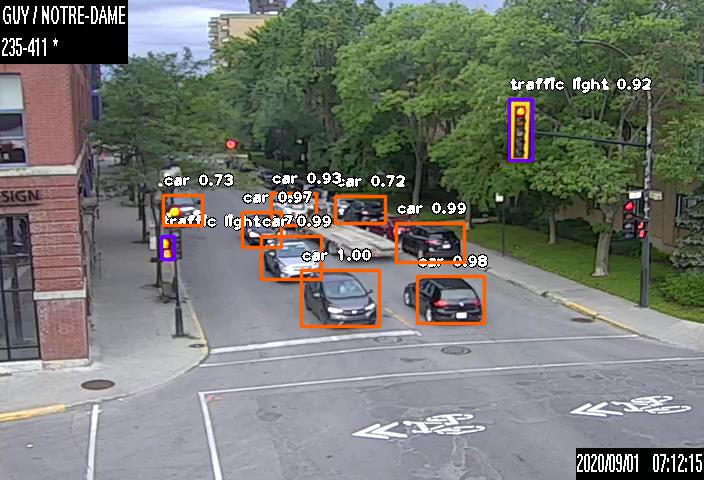 GUY / NOTRE-DAME
235-411 *
traffic light 0.92
car 0.73
car 0.93
car 0.72
car 0.97
car 0.99
car 0.99
car 1.00
car 0.98
ESIGN
2020/09/01 07:12:15